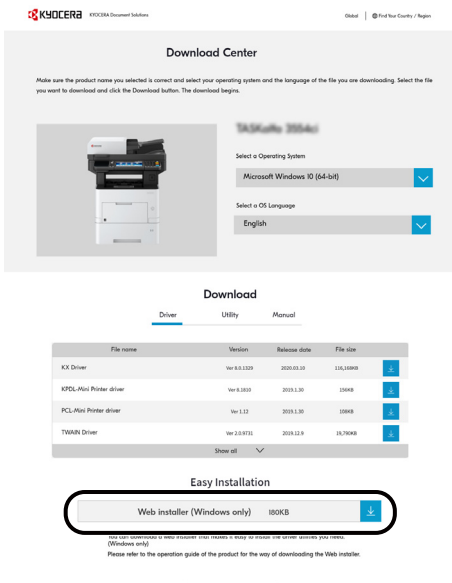 KYOCERA KYOCERA Document Solutions Global Find Your Country / Region
Download Center
Make sure the product name you selected is correct and select your operating system and the language of the file you are downloading. Select the file
you want to download and click the Download button. The download begins.
Select a Operating System
Microsoft Windows 10 (64-bit)
Select a OS Language
English
Download
Driver Utility Manual
File name Version Release date File size
KX Driver Ver 8.0.1329 2020.03.10 116,168KB
KPDL-Mini Printer driver Ver 8.1810 2019.1.30 156KB
PCL-Mini Printer driver Ver 1.12 2019.1.30 108KB
TWAIN Driver Ver 2.0.9731 2019.12.9 19,790KB
Show all
Easy Installation
Web installer (Windows only) 180KB
You can download a web installer that makes it easy to install the driver utilities you need.
(Windows only)
Please refer to the operation guide of the product for the way of downloading the Web installer.